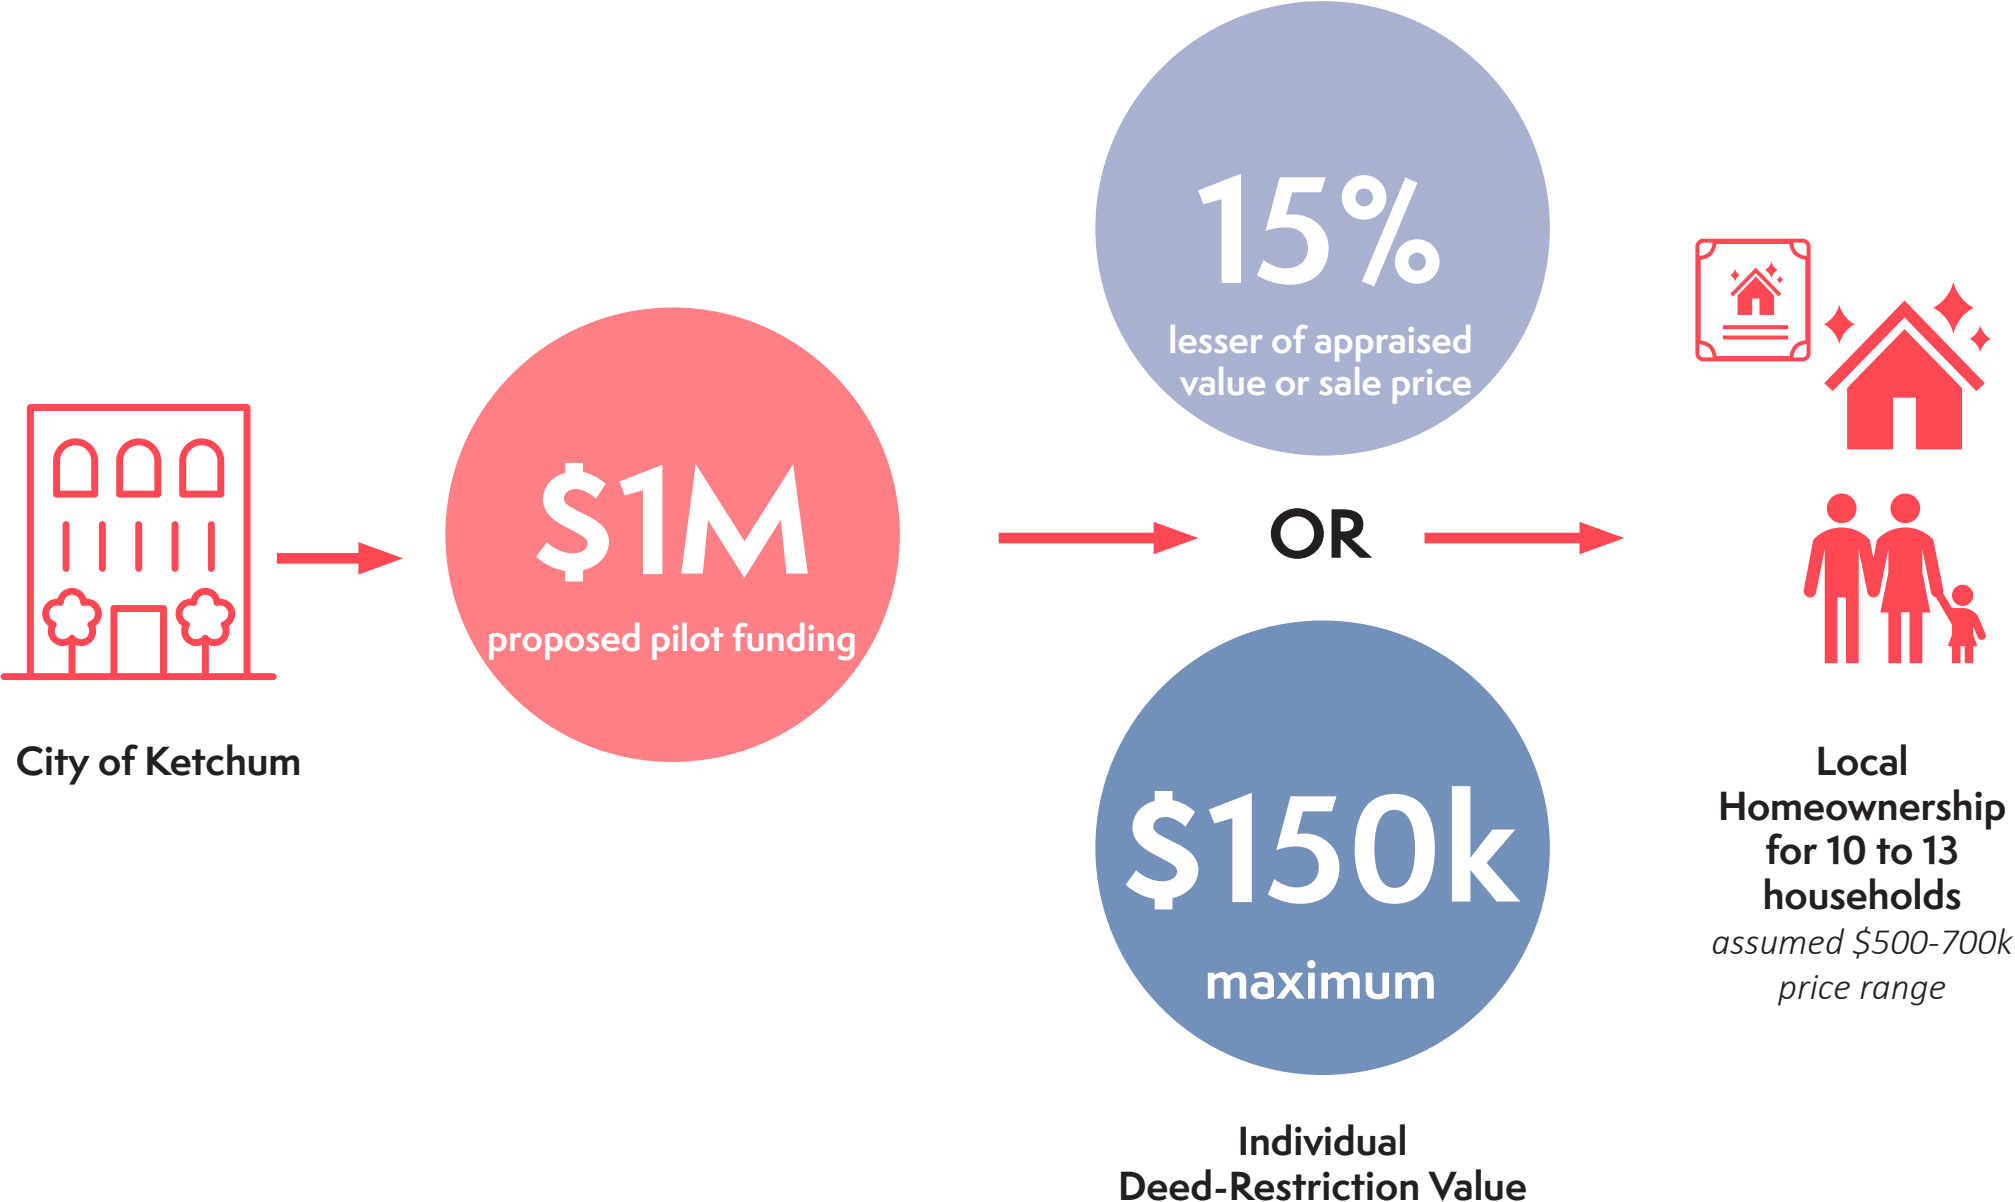 City of Ketchum
$1M
proposed pilot funding
15%
lesser of appraised
value or sale price
OR
$150k
maximum
Individual
Deed-Restriction Value
Local
Homeownership
for 10 to 13
households
assumed $500-700k
price range